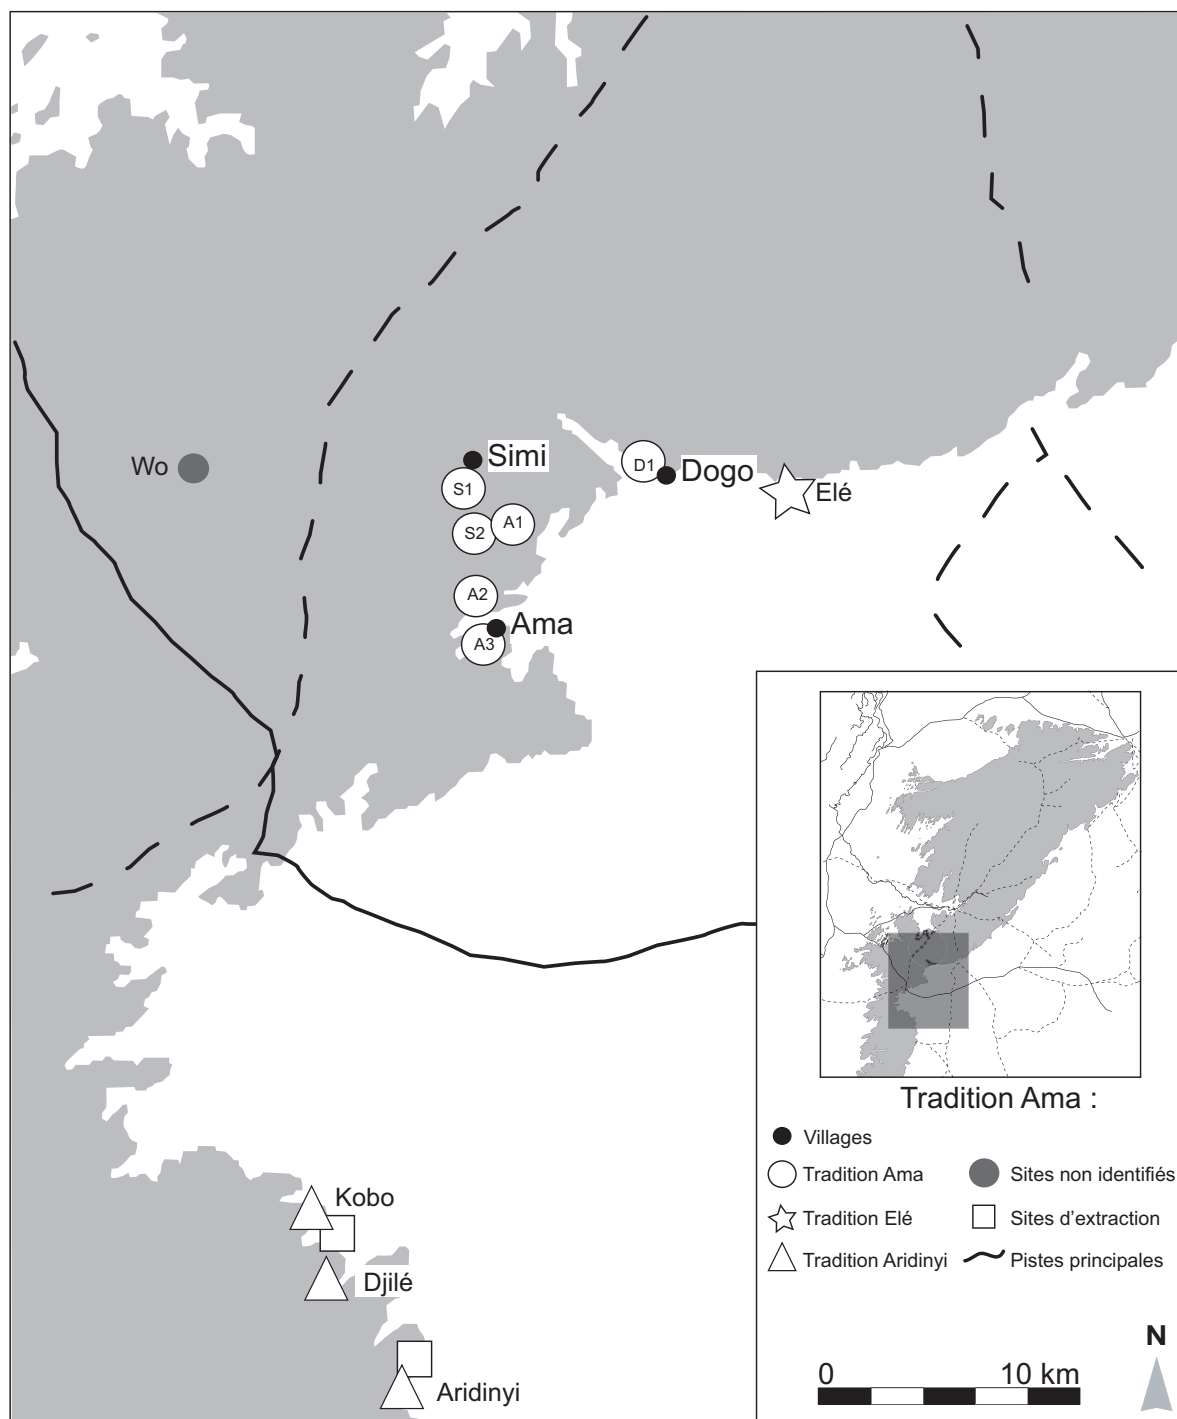 Wo
Simi
D1
Dogo
S1
Elé
S2
A1
A2
Ama
A3
Tradition Ama :
Villages
Tradition Ama
Sites non identifiés
Tradition Elé
Sites d'extraction
Tradition Aridinyi
Pistes principales
Kobo
Djilé
Aridinyi
N
0 10 km